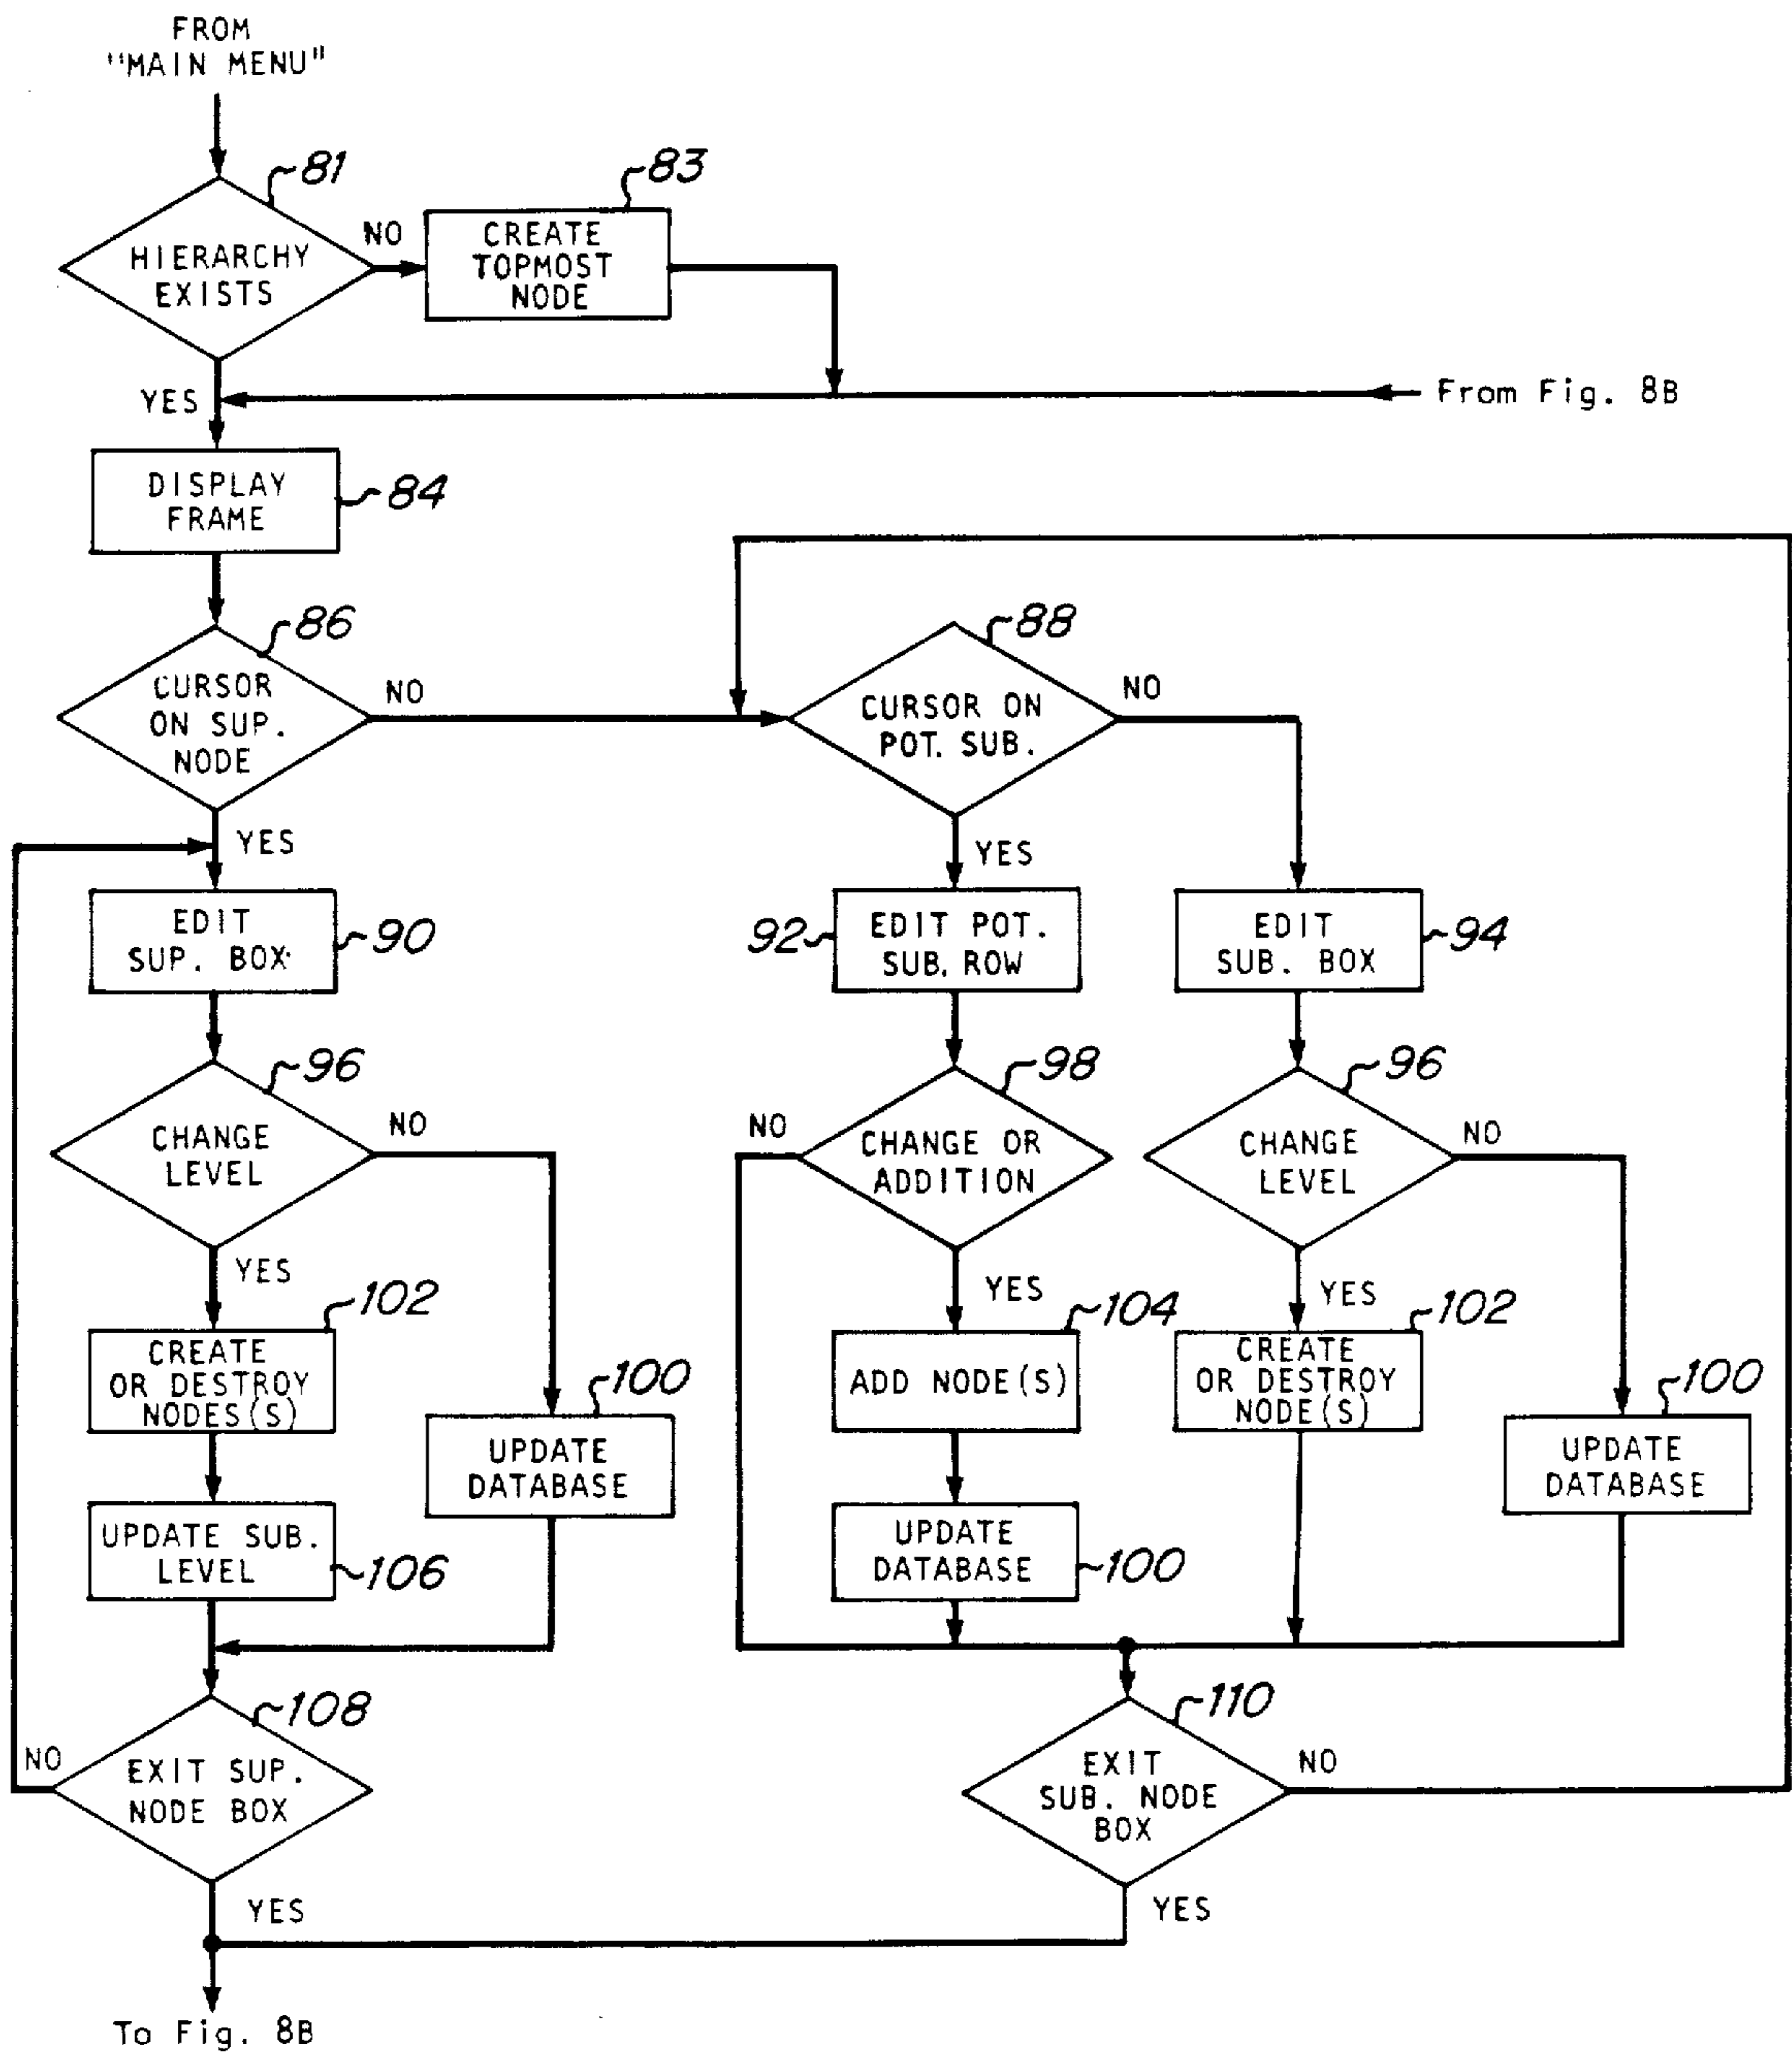 FROM
"MAIN MENU"
81
83
HIERARCHY
EXISTS
NO
CREATE
TOPMOST
NODE
YES
From Fig. 8B
DISPLAY
FRAME
84
86
88
CURSOR
ON SUP.
NODE
NO
CURSOR ON
POT. SUB.
NO
YES
YES
EDIT
SUP. BOX
90
92
EDIT POT.
SUB. ROW
EDIT
SUB. BOX
94
96
98
96
CHANGE
LEVEL
NO
NO
CHANGE OR
ADDITION
CHANGE
LEVEL
NO
YES
YES
YES
102
104
102
CREATE
OR DESTROY
NODES(S)
100
ADD NODE(S)
CREATE
OR DESTROY
NODE(S)
100
UPDATE
DATABASE
UPDATE
DATABASE
UPDATE SUB.
LEVEL
106
UPDATE
DATABASE
100
108
110
NO
EXIT SUP.
NODE BOX
EXIT
SUB. NODE
BOX
NO
YES
YES
To Fig. 8B